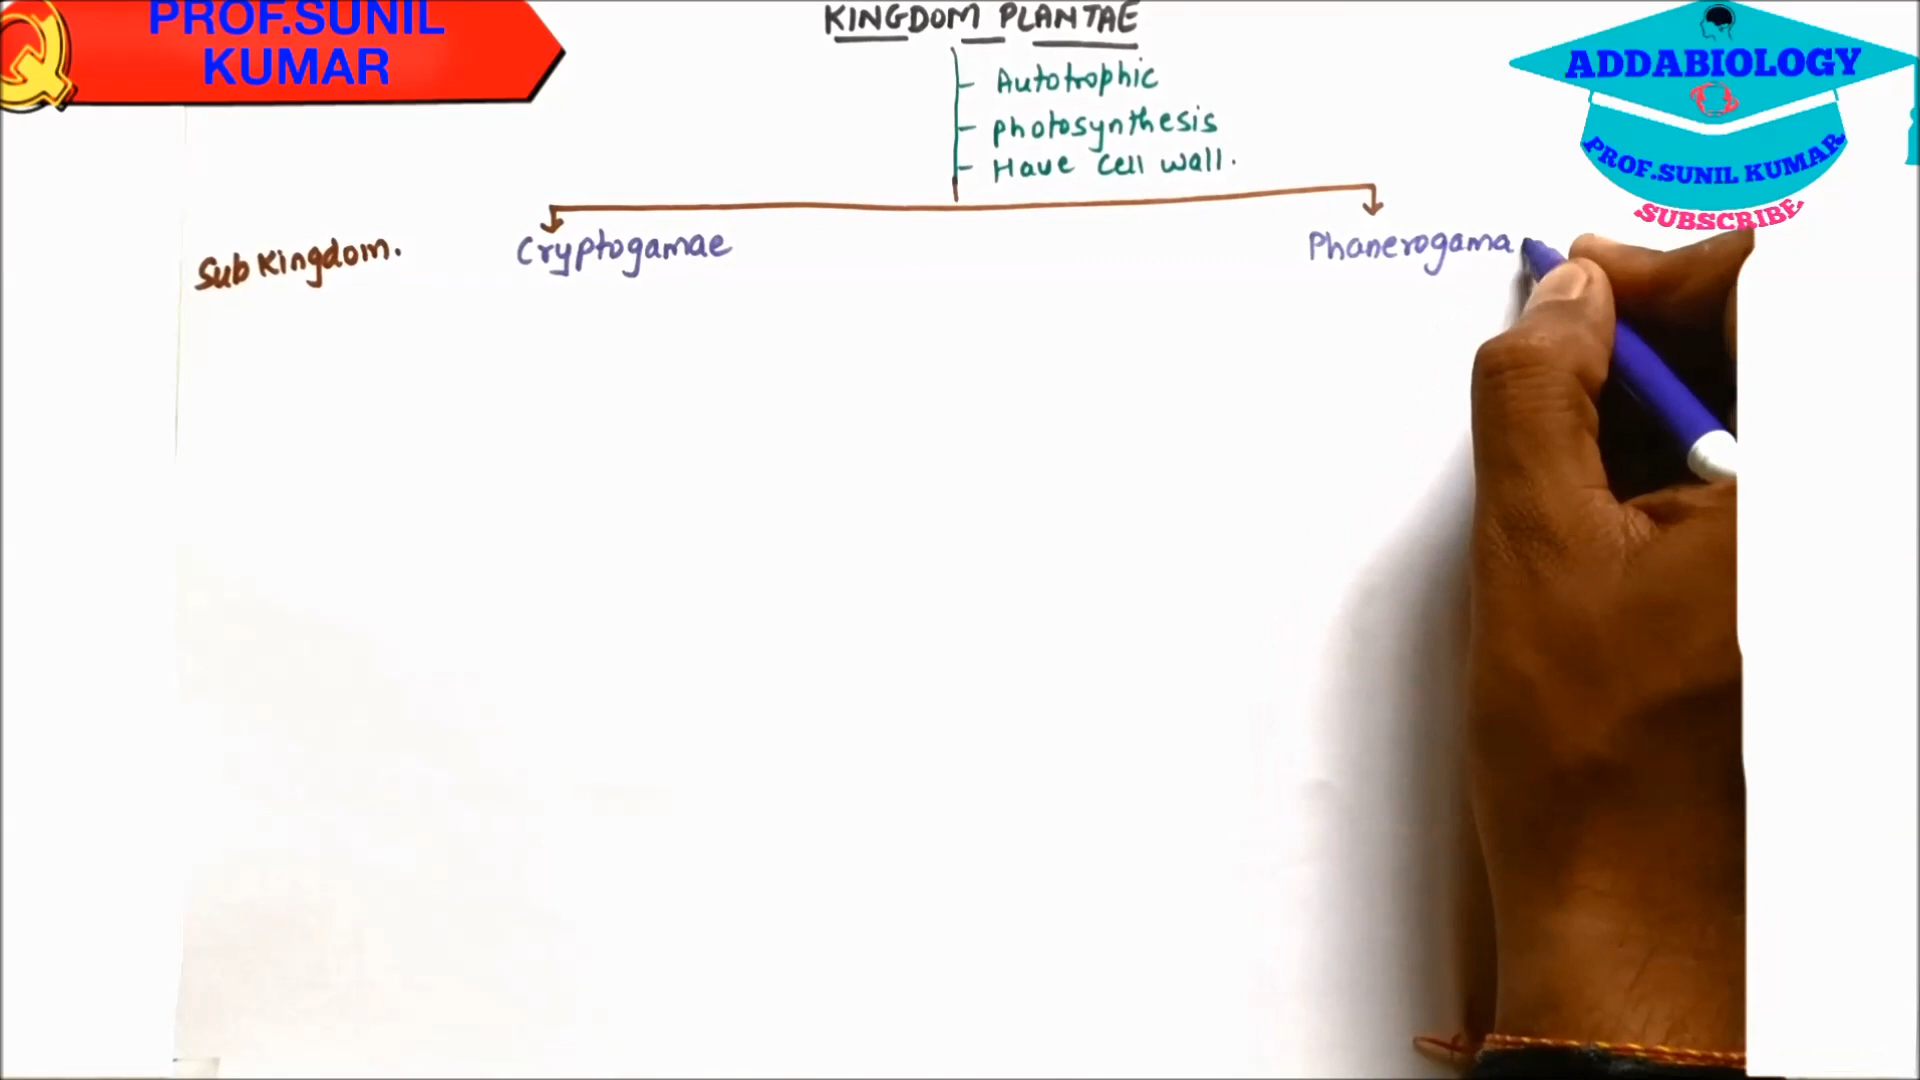 PROF.SUNIL
KUMAR
KINGDOM PLANTAE
- Autotrophic
- Photosynthesis
- Have cell wall.
Sub Kingdom.
Cryptogamae
Phanerogama
ADDABIOLOGY
PROF.SUNIL KUMAR
SUBSCRIBE